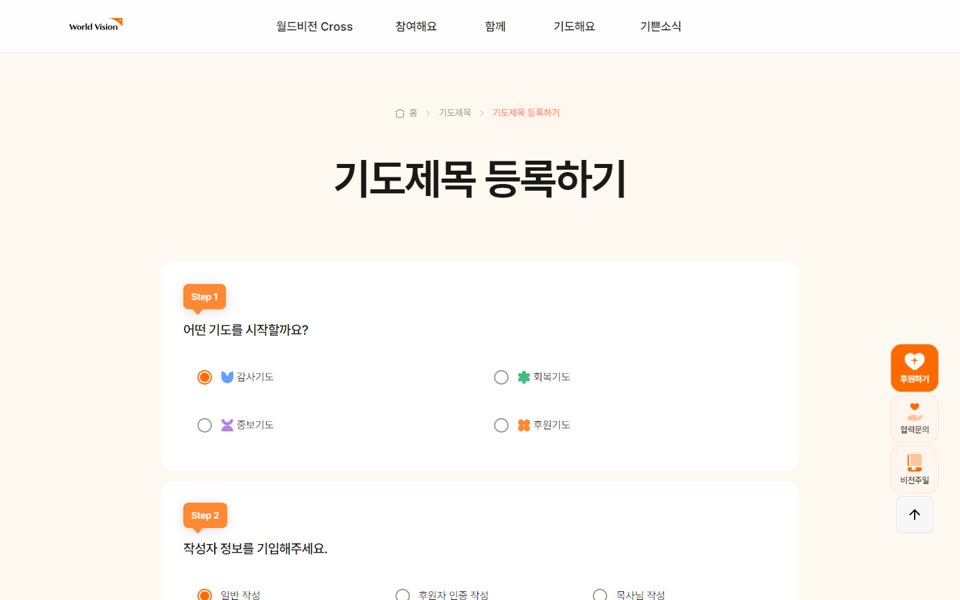 World Vision
월드비전 Cross 참여해요 함께 기도해요 기쁜소식
홈 > 기도제목 > 기도제목 등록하기
기도제목 등록하기
Step 1
어떤 기도를 시작할까요?
감사기도 회복기도
중보기도 후원기도
후원하기
협력문의
비전주일
Step 2
작성자 정보를 기입해주세요.
일반 작성 후원자 인증 작성 목사님 작성